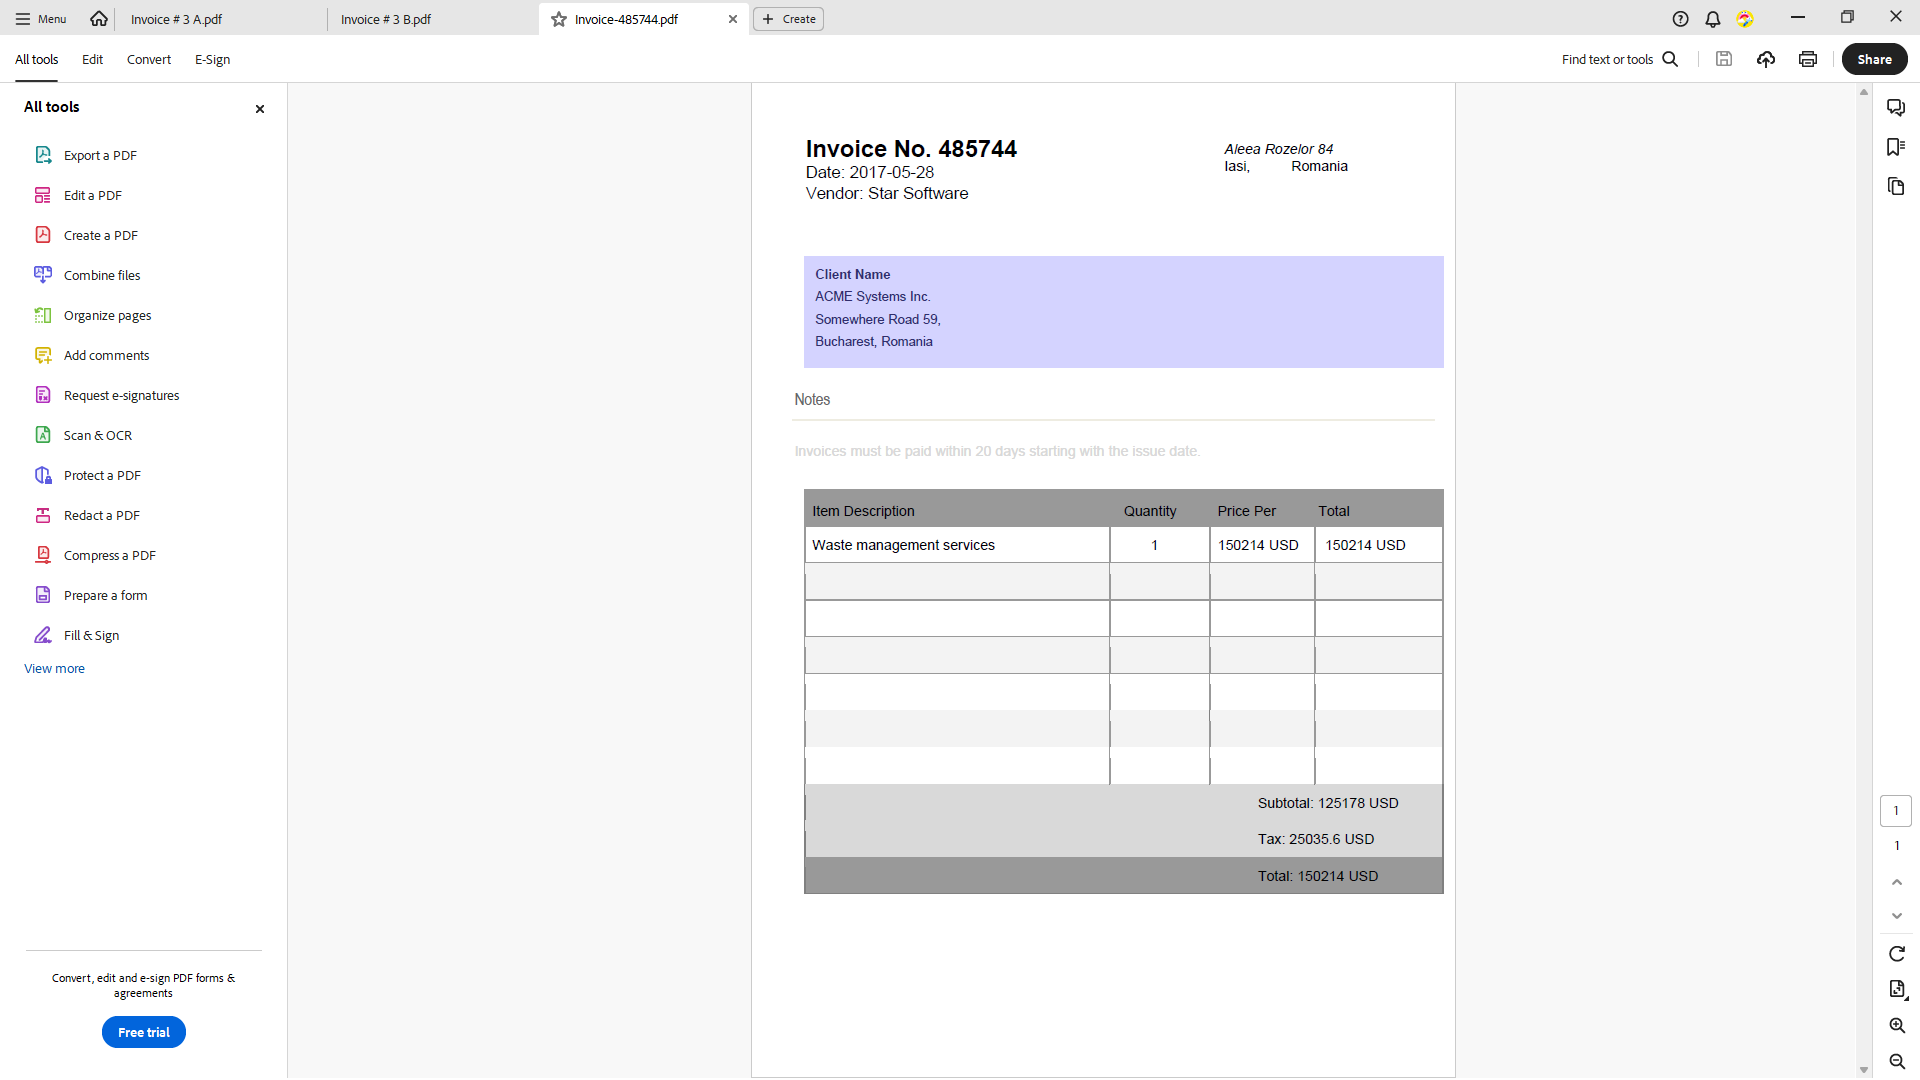 Menu
Invoice # 3 A.pdf
Invoice # 3 B.pdf
Invoice-485744.pdf
Create
All tools
Edit
Convert
E-Sign
Find text or tools
Share
All tools
Export a PDF
Edit a PDF
Create a PDF
Combine files
Organize pages
Add comments
Request e-signatures
Scan & OCR
Protect a PDF
Redact a PDF
Compress a PDF
Prepare a form
Fill & Sign
View more
Convert, edit and e-sign PDF forms &
agreements
Free trial
Invoice No. 485744
Date: 2017-05-28
Vendor: Star Software
Aleea Rozelor 84
Iasi, Romania
Client Name
ACME Systems Inc.
Somewhere Road 59,
Bucharest, Romania
Notes
Invoices must be paid within 20 days starting with the issue date.
Item Description Quantity Price Per Total
Waste management services 1 150214 USD 150214 USD
Subtotal: 125178 USD
Tax: 25035.6 USD
Total: 150214 USD
1
1